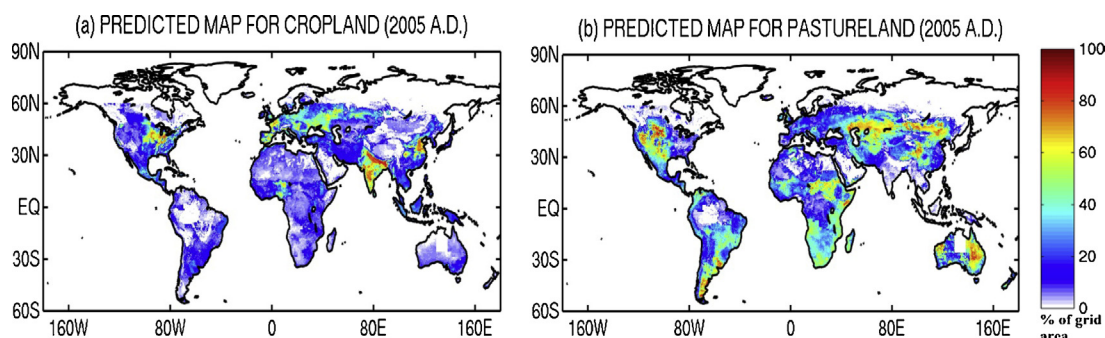 (a) PREDICTED MAP FOR CROPLAND (2005 A.D.)
(b) PREDICTED MAP FOR PASTURELAND (2005 A.D.)
90N
60N
30N
EQ
30S
60S
160W 80W 0 80E 160E
90N
60N
30N
EQ
30S
60S
160W 80W 0 80E 160E
100
80
60
40
20
0
% of grid
area